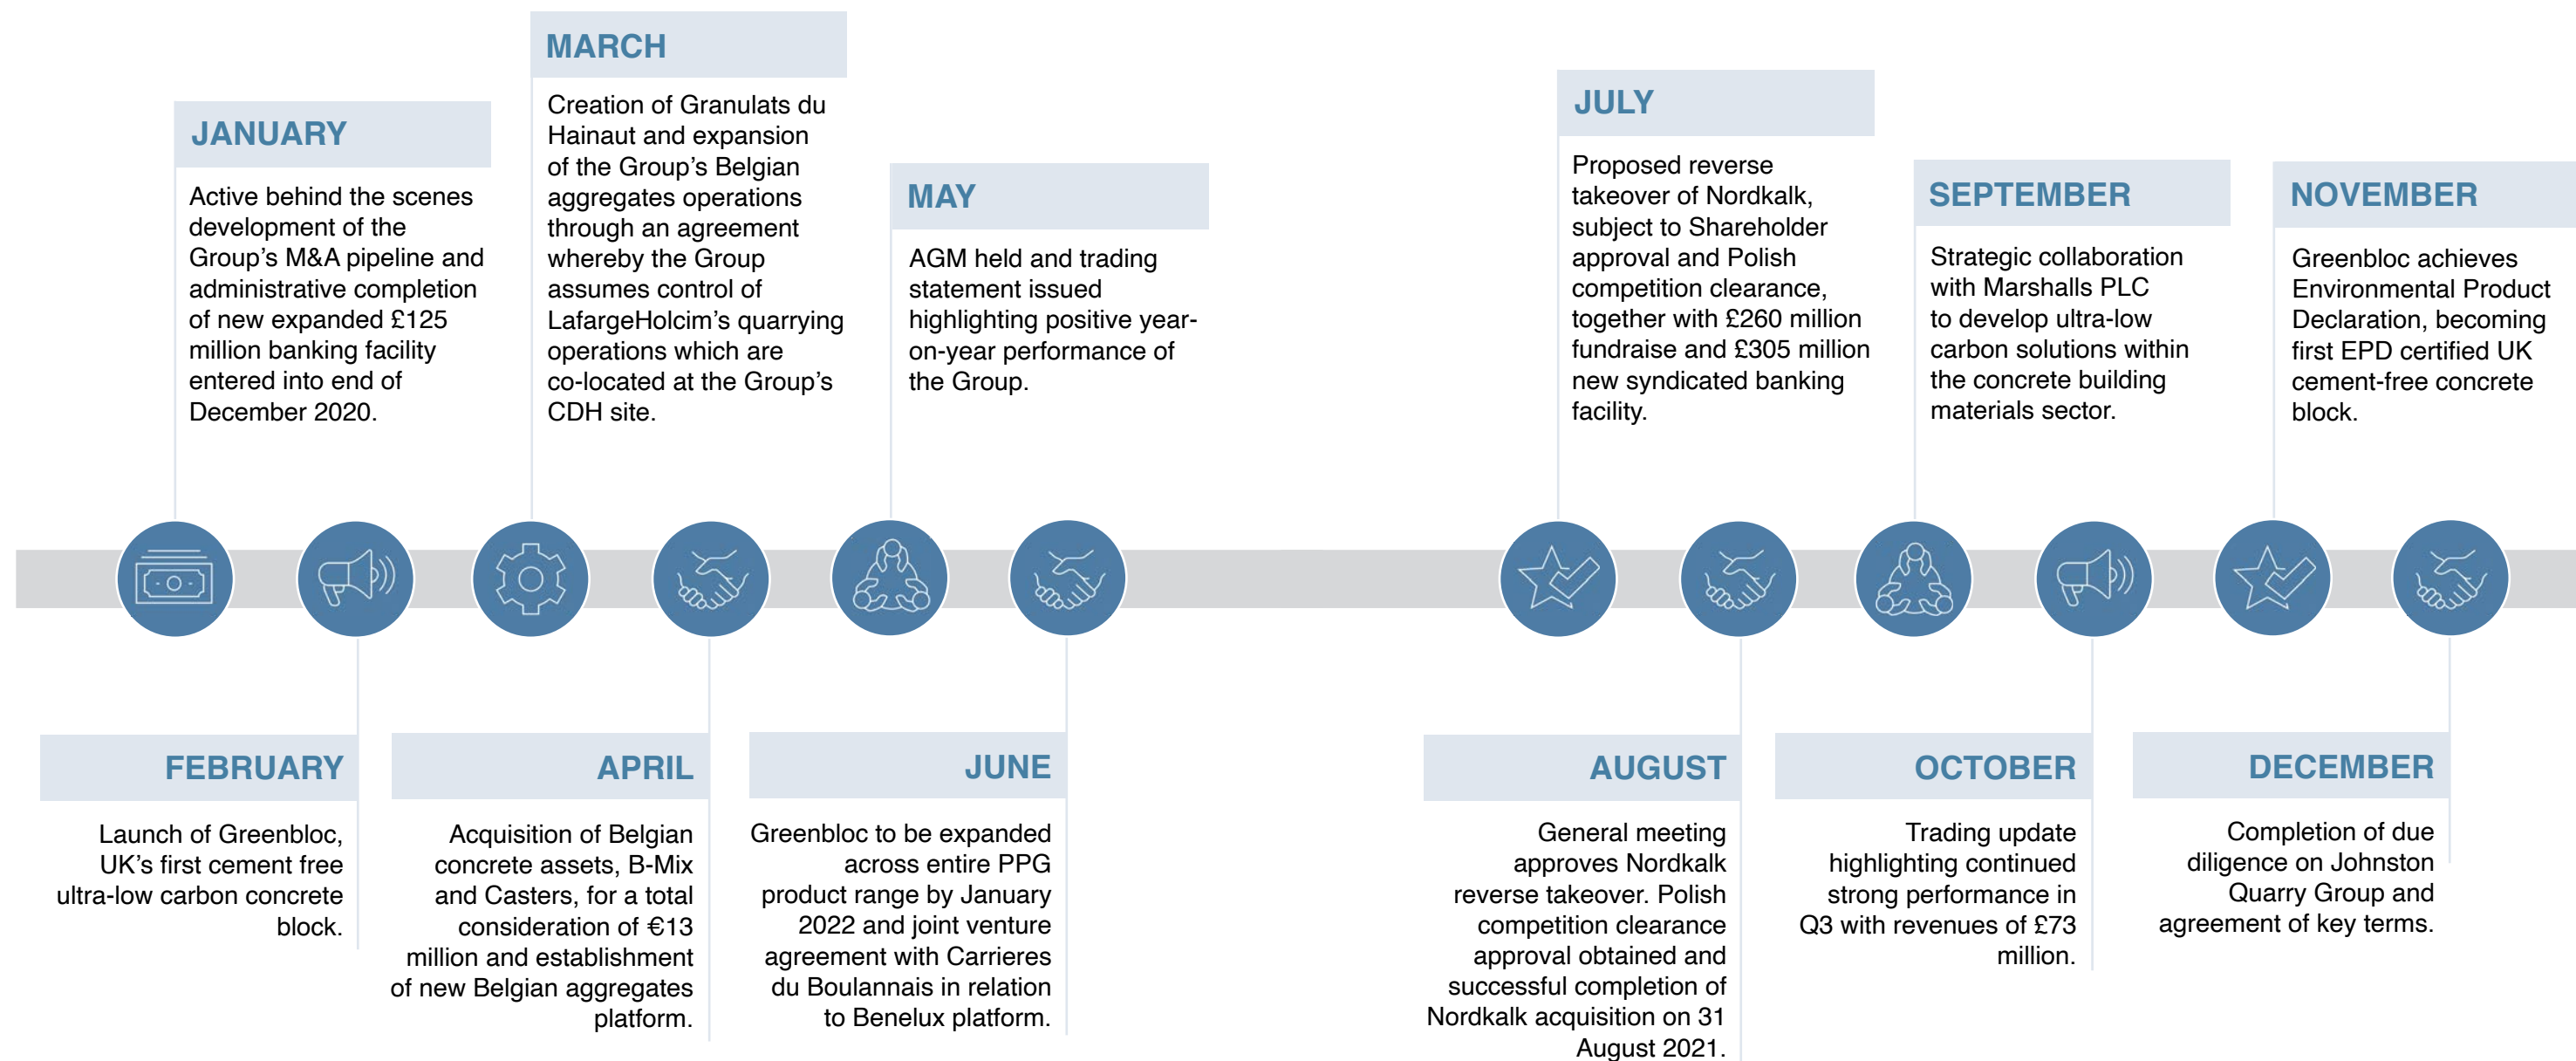 JANUARY
Active behind the scenes
development of the
Group's M&A pipeline and
administrative completion
of new expanded £125
million banking facility
entered into end of
December 2020.
FEBRUARY
Launch of Greenbloc,
UK's first cement free
ultra-low carbon concrete
block.
MARCH
Creation of Granulats du
Hainaut and expansion
of the Group's Belgian
aggregates operations
through an agreement
whereby the Group
assumes control of
LafargeHolcim's quarrying
operations which are
co-located at the Group's
CDH site.
APRIL
Acquisition of Belgian
concrete assets, B-Mix
and Casters, for a total
consideration of €13
million and establishment
of new Belgian aggregates
platform.
MAY
AGM held and trading
statement issued
highlighting positive year-
on-year performance of
the Group.
JUNE
Greenbloc to be expanded
across entire PPG
product range by January
2022 and joint venture
agreement with Carrieres
du Boulannais in relation
to Benelux platform.
JULY
Proposed reverse
takeover of Nordkalk,
subject to Shareholder
approval and Polish
competition clearance,
together with £260 million
fundraise and £305 million
new syndicated banking
facility.
AUGUST
General meeting
approves Nordkalk
reverse takeover. Polish
competition clearance
approval obtained and
successful completion of
Nordkalk acquisition on 31
August 2021.
SEPTEMBER
Strategic collaboration
with Marshalls PLC
to develop ultra-low
carbon solutions within
the concrete building
materials sector.
OCTOBER
Trading update
highlighting continued
strong performance in
Q3 with revenues of £73
million.
NOVEMBER
Greenbloc achieves
Environmental Product
Declaration, becoming
first EPD certified UK
cement-free concrete
block.
DECEMBER
Completion of due
diligence on Johnston
Quarry Group and
agreement of key terms.